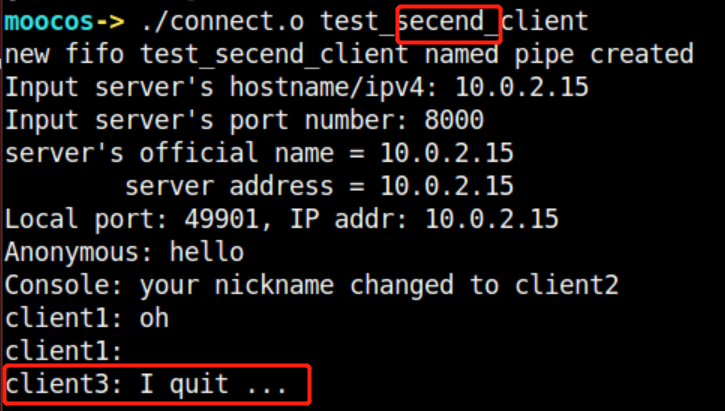 moocos-> ./connect.o test_secend_client
new fifo test_secend_client named pipe created
Input server's hostname/ipv4: 10.0.2.15
Input server's port number: 8000
server's official name = 10.0.2.15
server address = 10.0.2.15
Local port: 49901, IP addr: 10.0.2.15
Anonymous: hello
Console: your nickname changed to client2
client1: oh
client1:
client3: I quit ...